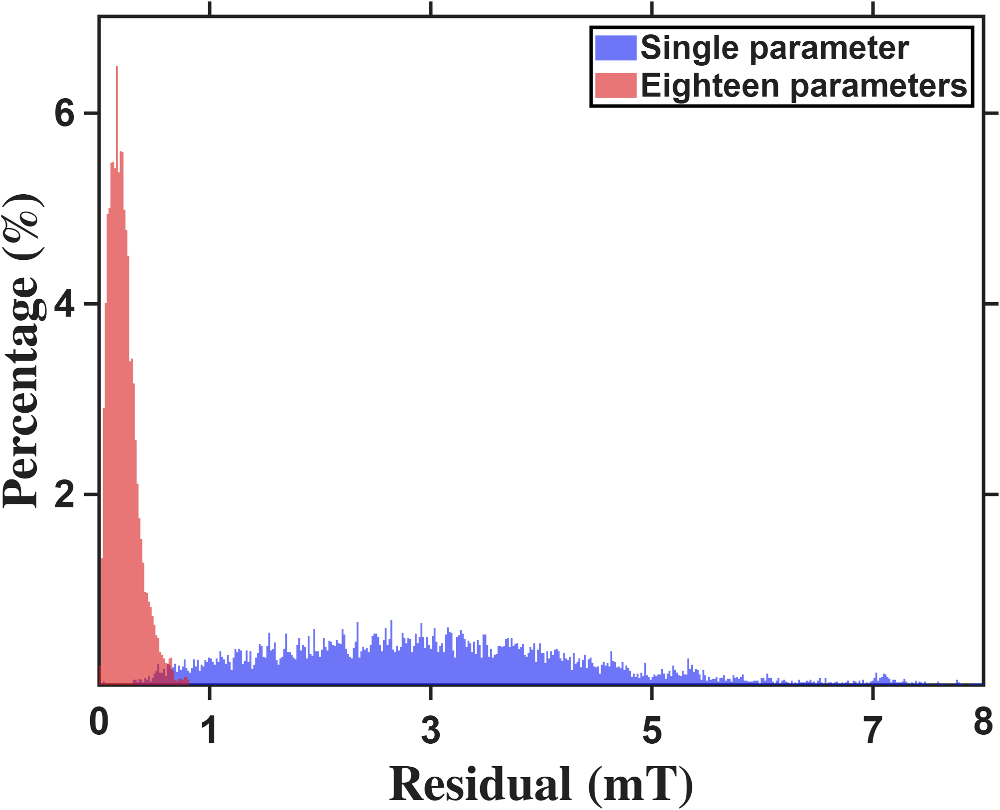 Single parameter
Eighteen parameters
6
4
2
Percentage (%)
0
1
3
5
7
8
Residual (mT)